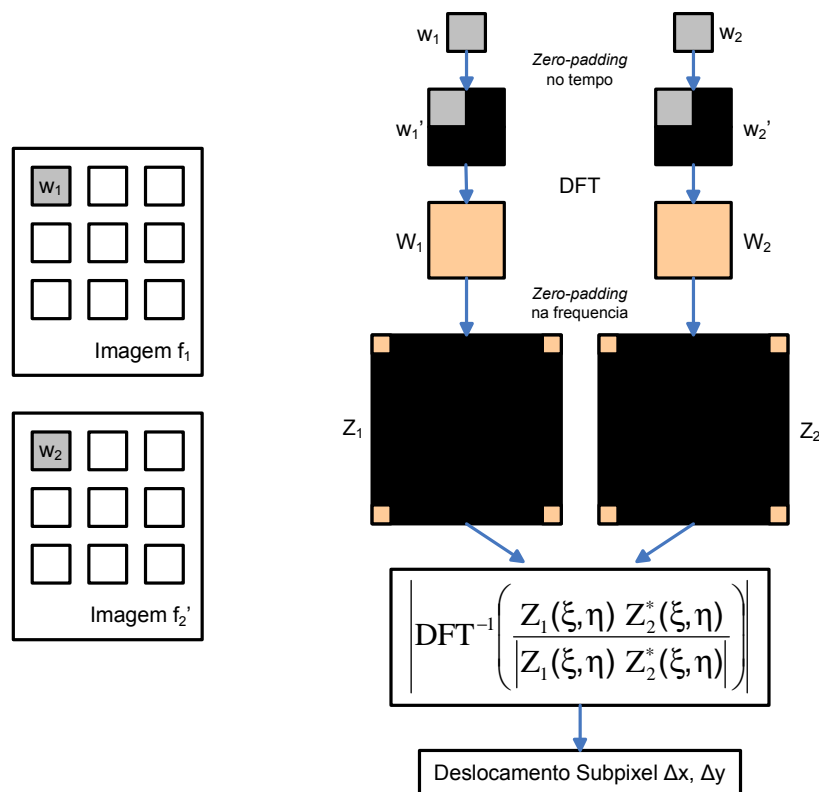 w₁
w₂
Zero-padding
no tempo
w₁’
w₂’
DFT
W₁
W₂
Zero-padding
na frequencia
Z₁
Z₂
w₁
Imagem f₁
w₂
Imagem f₂’
|DFT⁻¹( Z₁(ξ,η) Z₂*(ξ,η) / |Z₁(ξ,η) Z₂*(ξ,η)| )|
Deslocamento Subpixel Δx, Δy